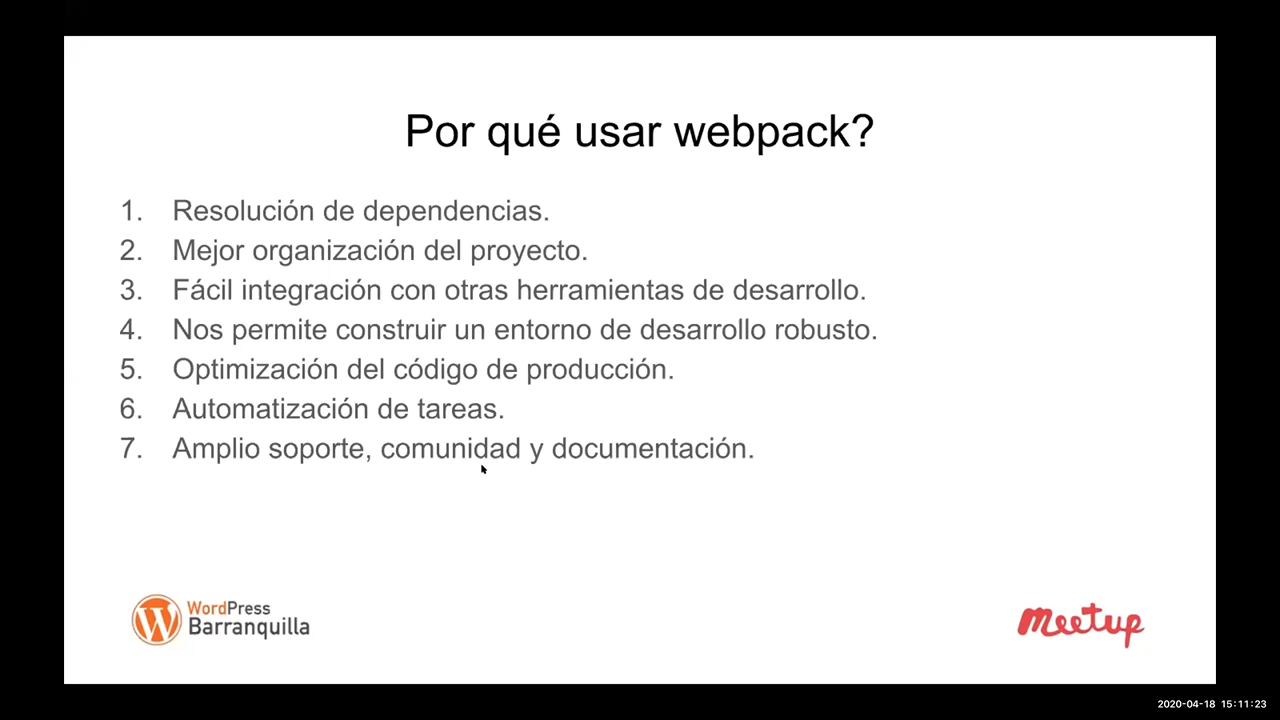 Por qué usar webpack?
1. Resolución de dependencias.
2. Mejor organización del proyecto.
3. Fácil integración con otras herramientas de desarrollo.
4. Nos permite construir un entorno de desarrollo robusto.
5. Optimización del código de producción.
6. Automatización de tareas.
7. Amplio soporte, comunidad y documentación.
WordPress
Barranquilla
meetup
2020-04-18 15:11:23